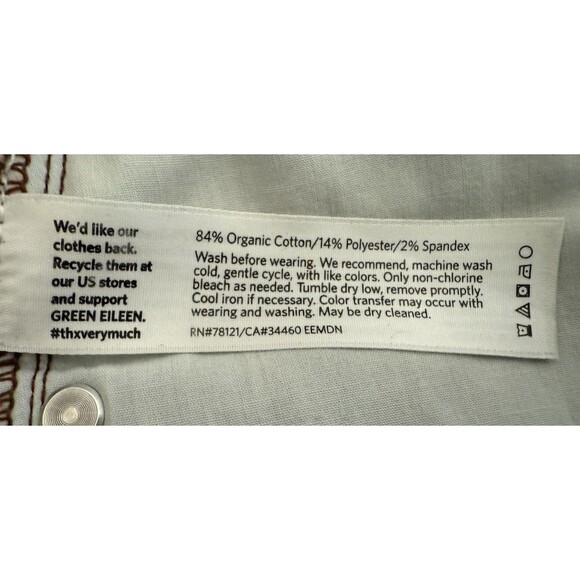 We'd like our
clothes back.
Recycle them at
our US stores
and support
GREEN EILEEN.
#thxverymuch
84% Organic Cotton/14% Polyester/2% Spandex
Wash before wearing. We recommend, machine wash
cold, gentle cycle, with like colors. Only non-chlorine
bleach as needed. Tumble dry low, remove promptly.
Cool iron if necessary. Color transfer may occur with
wearing and washing. May be dry cleaned.
RN#78121/CA#34460 EEMDN